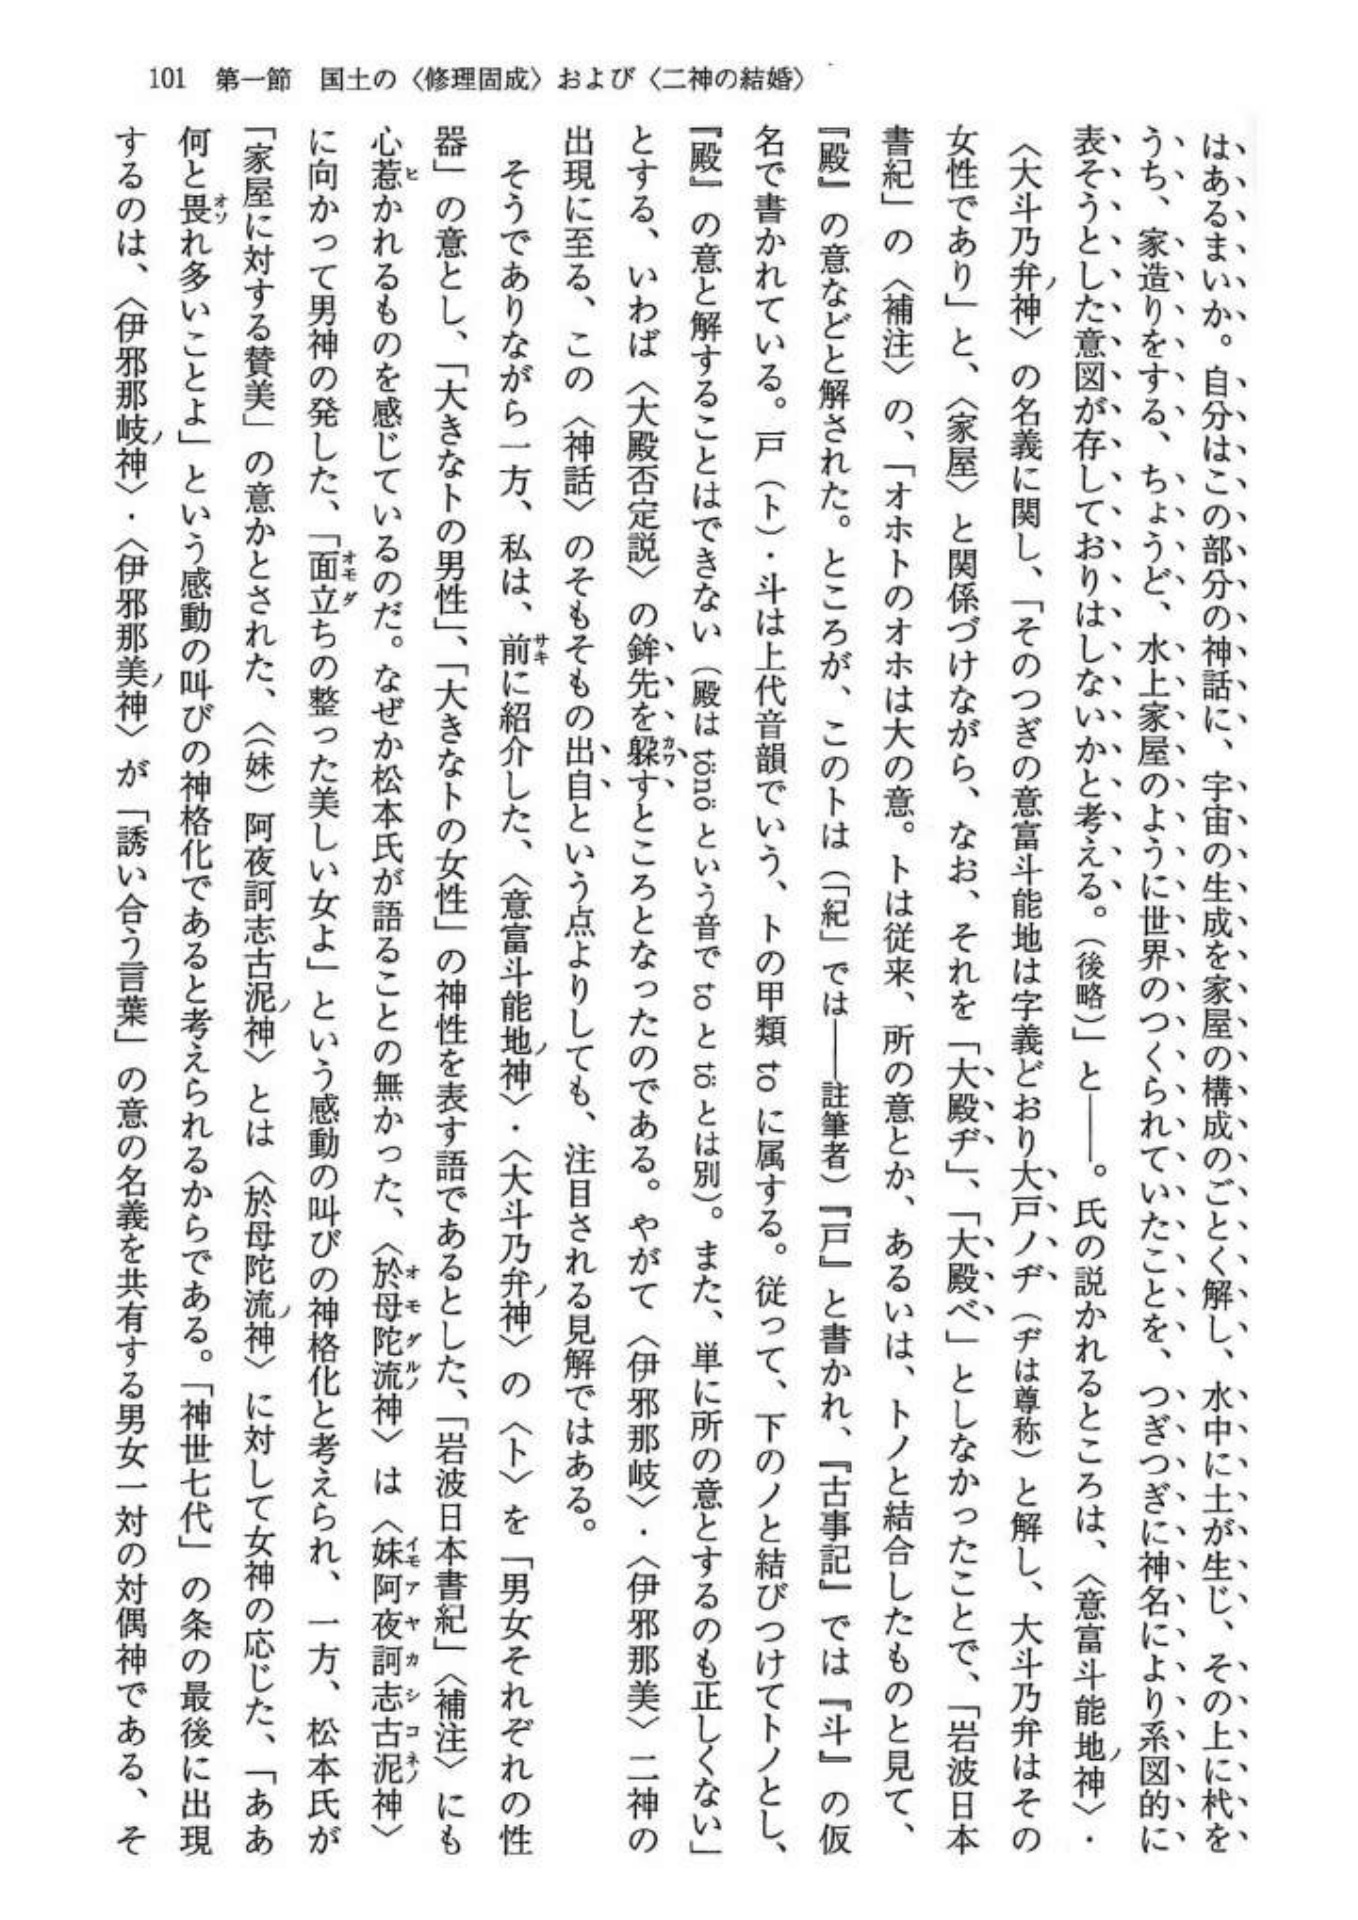 101　第一節　国土の〈修理固成〉および〈二神の結婚〉
はあるまいか。自分はこの部分の神話に、宇宙の生成を家屋の構成のごとく解し、水中に土が生じ、その上に杙を
うち、家造りをする、ちょうど、水上家屋のように世界のつくられていたことを、つぎつぎに神名により系図的に
表そうとした意図が存しておりはしないかと考える。（後略）」と――。氏の説かれるところは、〈意富斗能地ノ神〉・
〈大斗乃弁ノ神〉の名義に関し、「そのつぎの意富斗能地は字義どおり大戸ノヂ（ヂは尊称）と解し、大斗乃弁はその
女性であり」と、〈家屋〉と関係づけながら、なお、それを「大殿ヂ」、「大殿べ」としなかったことで、「岩波日本
書紀」の〈補注〉の、「オホトのオホは大の意。トは従来、所の意とか、あるいは、トノと結合したものと見て、
『殿』の意などと解された。ところが、このトは（「紀」では――註筆者）『戸』と書かれ、『古事記』では『斗』の仮
名で書かれている。戸（ト）・斗は上代音韻でいう、トの甲類 to に属する。従って、下のノと結びつけてトノとし、
『殿』の意と解することはできない（殿は tönö という音で to と tö とは別）。また、単に所の意とするのも正しくない」
とする、いわば〈大殿否定説〉の鉾先を躱カワすところとなったのである。やがて〈伊邪那岐〉・〈伊邪那美〉二神の
出現に至る、この〈神話〉のそもそもの出自という点よりしても、注目される見解ではある。
そうでありながら一方、私は、前サキに紹介した、〈意富斗能地ノ神〉・〈大斗乃弁ノ神〉の〈ト〉を「男女それぞれの性
器」の意とし、「大きなトの男性」、「大きなトの女性」の神性を表す語であるとした、「岩波日本書紀」〈補注〉にも
心惹ヒかれるものを感じているのだ。なぜか松本氏が語ることの無かった、〈於母陀流神オモダルノ〉は〈妹阿夜訶志古泥神イモアヤカシコネノ〉
に向かって男神の発した、「面立オモダちの整った美しい女よ」という感動の叫びの神格化と考えられ、一方、松本氏が
「家屋に対する賛美」の意かとされた、〈（妹）阿夜訶志古泥ノ神〉とは〈於母陀流ノ神〉に対して女神の応じた、「ああ
何と畏オソれ多いことよ」という感動の叫びの神格化であると考えられるからである。「神世七代」の条の最後に出現
するのは、〈伊邪那岐ノ神〉・〈伊邪那美ノ神〉が「誘い合う言葉」の意の名義を共有する男女一対の対偶神である、そ